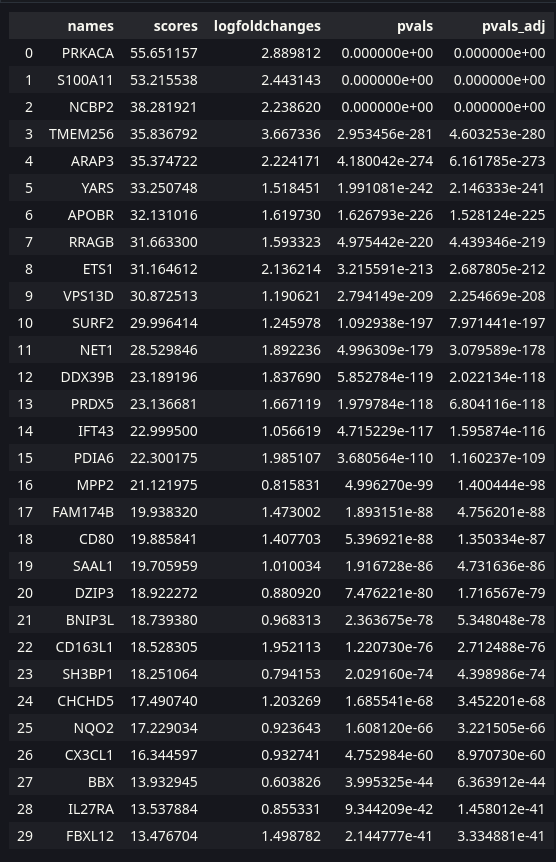 names scores logfoldchanges pvals pvals_adj
0 PRKACA 55.651157 2.889812 0.000000e+00 0.000000e+00
1 S100A11 53.215538 2.443143 0.000000e+00 0.000000e+00
2 NCBP2 38.281921 2.238620 0.000000e+00 0.000000e+00
3 TMEM256 35.836792 3.667336 2.953456e-281 4.603253e-280
4 ARAP3 35.374722 2.224171 4.180042e-274 6.161785e-273
5 YARS 33.250748 1.518451 1.991081e-242 2.146333e-241
6 APOBR 32.131016 1.619730 1.626793e-226 1.528124e-225
7 RRAGB 31.663300 1.593323 4.975442e-220 4.439346e-219
8 ETS1 31.164612 2.136214 3.215591e-213 2.687805e-212
9 VPS13D 30.872513 1.190621 2.794149e-209 2.254669e-208
10 SURF2 29.996414 1.245978 1.092938e-197 7.971441e-197
11 NET1 28.529846 1.892236 4.996309e-179 3.079589e-178
12 DDX39B 23.189196 1.837690 5.852784e-119 2.022134e-118
13 PRDX5 23.136681 1.667119 1.979784e-118 6.804116e-118
14 IFT43 22.999500 1.056619 4.715229e-117 1.595874e-116
15 PDIA6 22.300175 1.985107 3.680564e-110 1.160237e-109
16 MPP2 21.121975 0.815831 4.996270e-99 1.400444e-98
17 FAM174B 19.938320 1.473002 1.893151e-88 4.756201e-88
18 CD80 19.885841 1.407703 5.396921e-88 1.350334e-87
19 SAAL1 19.705959 1.010034 1.916728e-86 4.731636e-86
20 DZIP3 18.922272 0.880920 7.476221e-80 1.716567e-79
21 BNIP3L 18.739380 0.968313 2.363675e-78 5.348048e-78
22 CD163L1 18.528305 1.952113 1.220730e-76 2.712488e-76
23 SH3BP1 18.251064 0.794153 2.029160e-74 4.398986e-74
24 CHCHD5 17.490740 1.203269 1.685541e-68 3.452201e-68
25 NQO2 17.229034 0.923643 1.608120e-66 3.221505e-66
26 CX3CL1 16.344597 0.932741 4.752984e-60 8.970730e-60
27 BBX 13.932945 0.603826 3.995325e-44 6.363912e-44
28 IL27RA 13.537884 0.855331 9.344209e-42 1.458012e-41
29 FBXL12 13.476704 1.498782 2.144777e-41 3.334881e-41